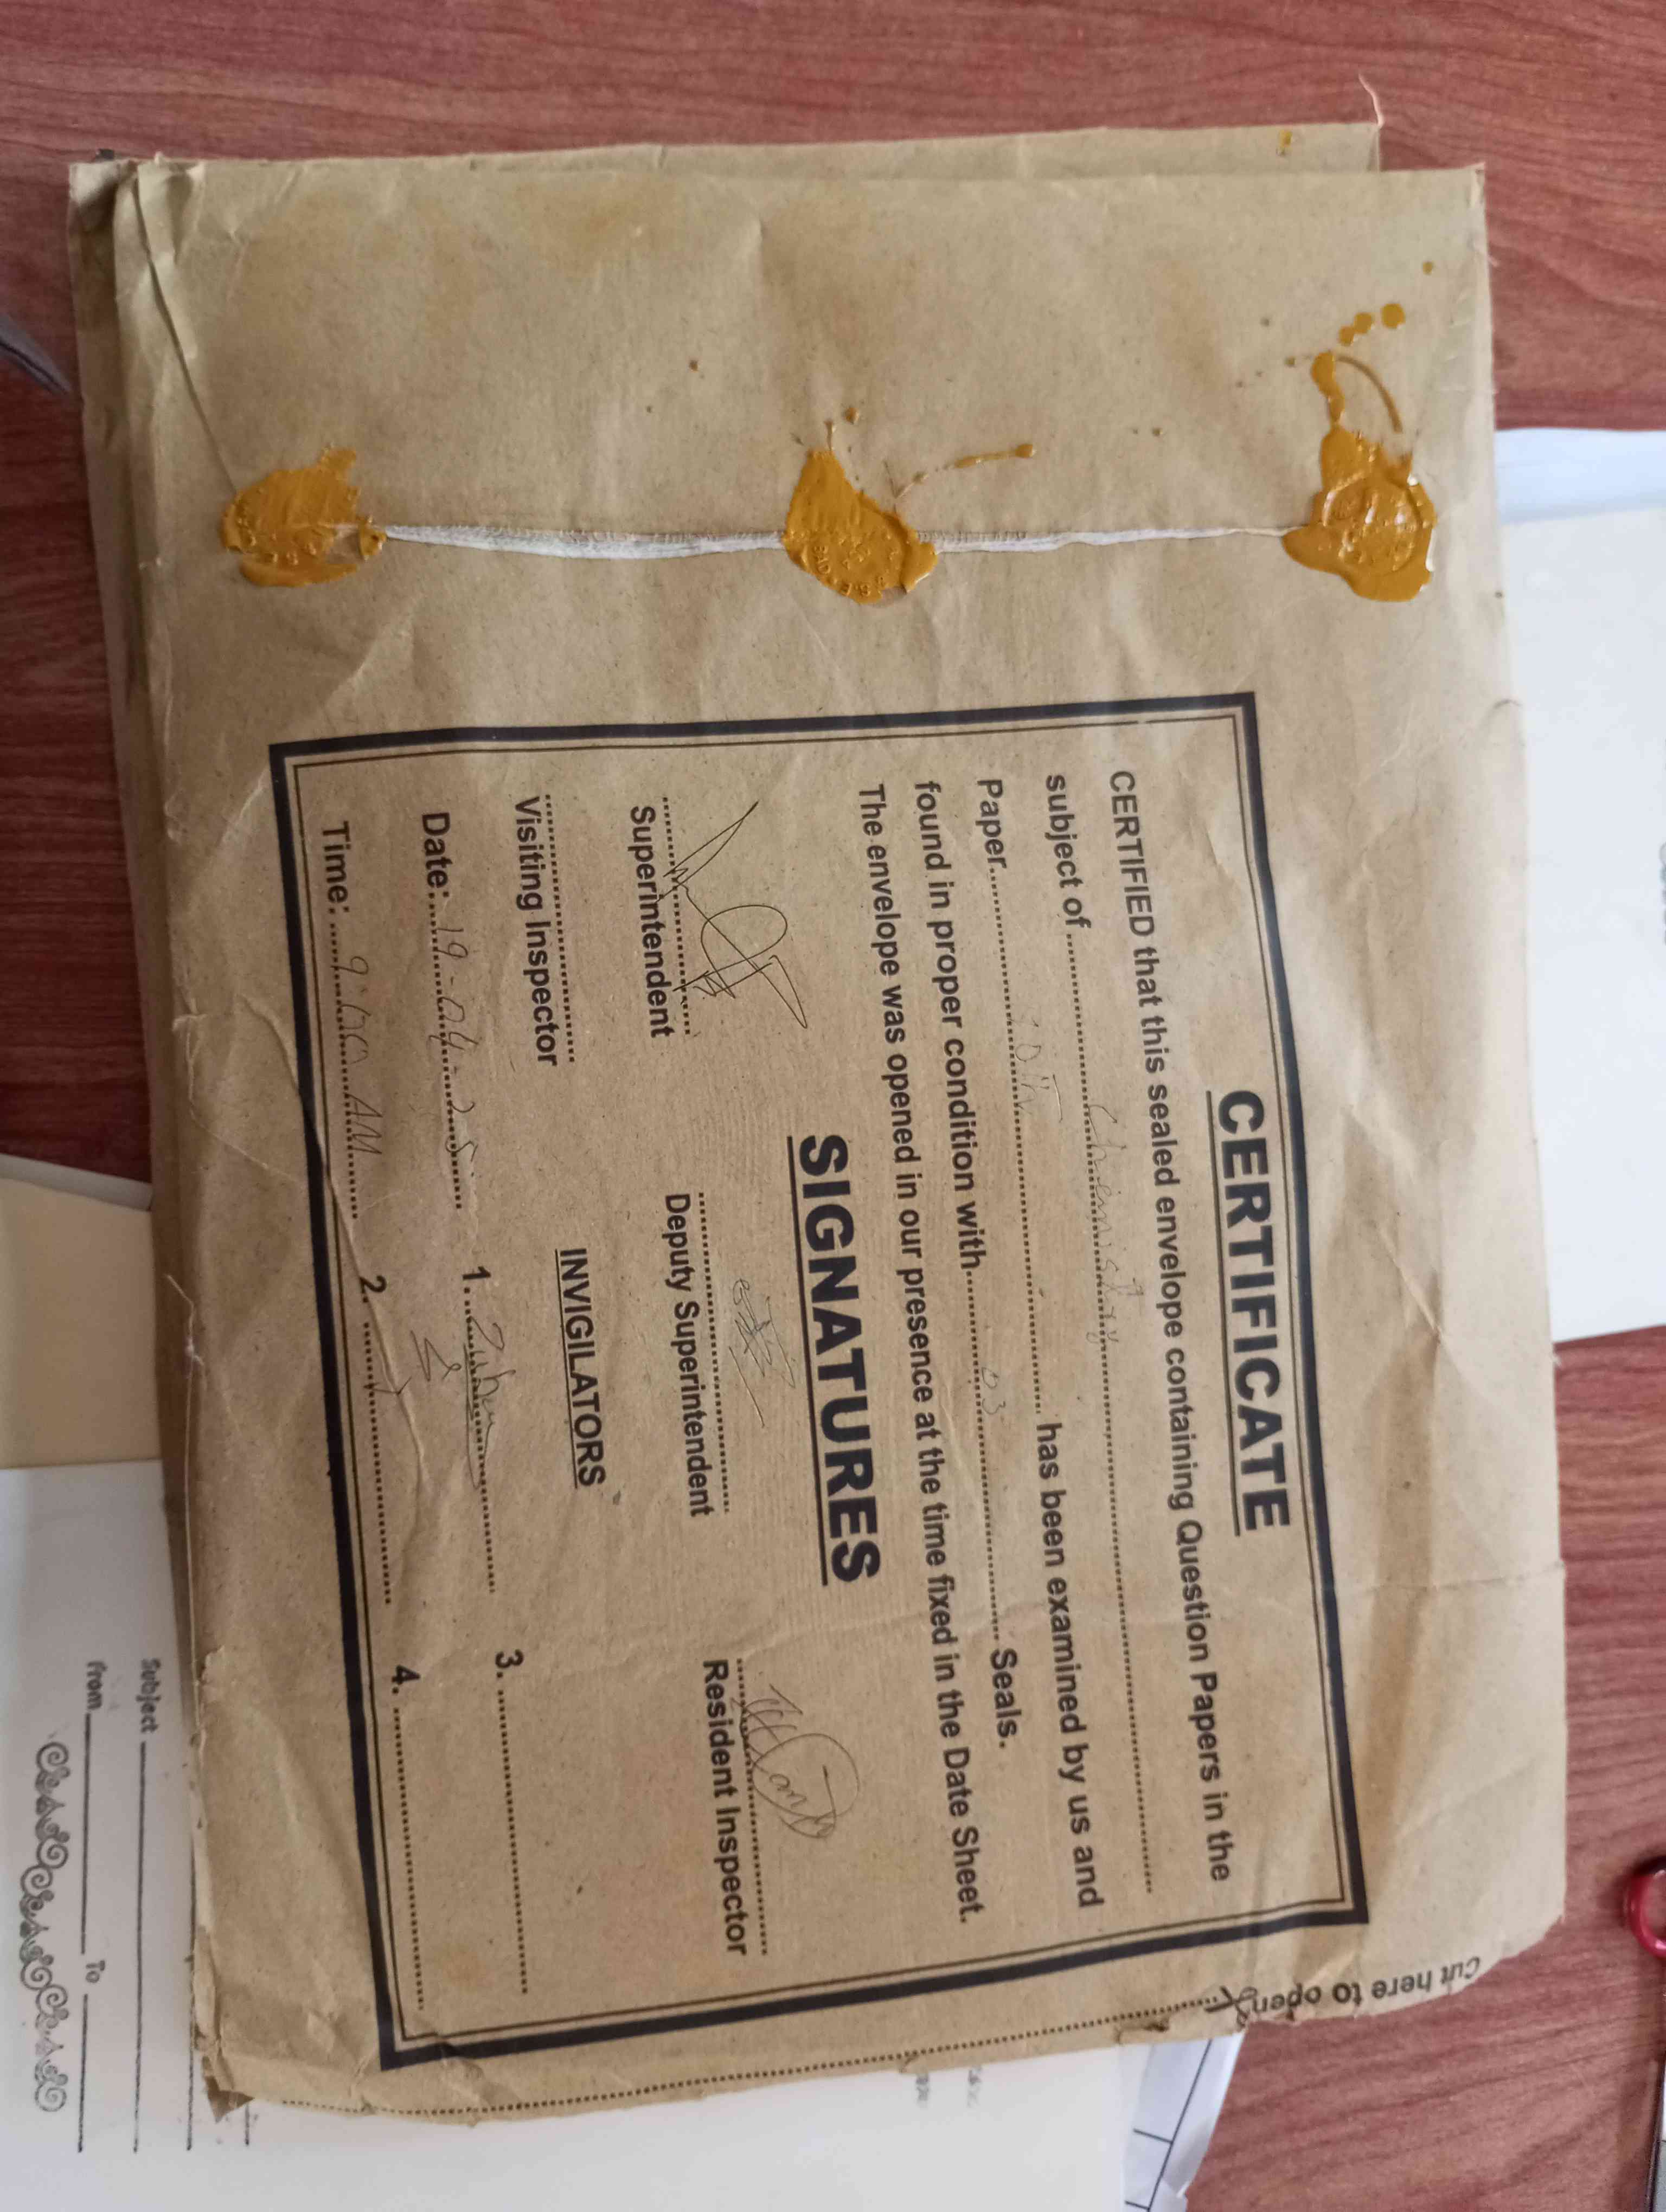 CERTIFICATE
CERTIFIED that this sealed envelope containing Question Papers in the
subject of ........ Chemistry ........
Paper........ 10th ........ has been examined by us and
found in proper condition with........ 03 ........ Seals.
The envelope was opened in our presence at the time fixed in the Date Sheet.
SIGNATURES
Superintendent
Deputy Superintendent
Resident Inspector
Visiting Inspector
INVIGILATORS
Date: 19-04-25
1.
3.
Time: 9:00 AM
2.
4.
Cut here to open
Subject
From
To